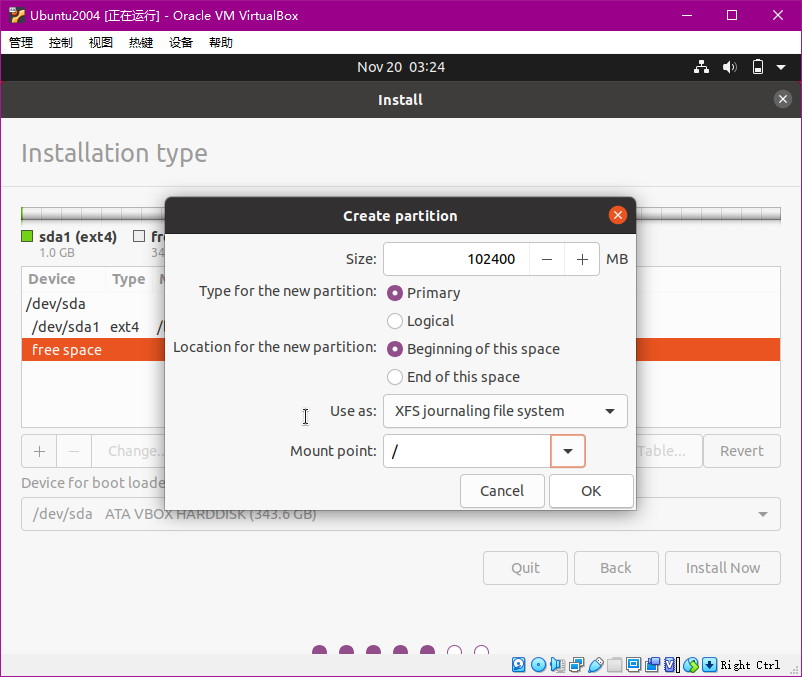 Ubuntu2004 [正在运行] - Oracle VM VirtualBox
管理 控制 视图 热键 设备 帮助
Nov 20 03:24
Install
Installation type
Create partition
sda1 (ext4)
1.0 GB
Size: 102400 MB
Type for the new partition: Primary
Logical
Location for the new partition: Beginning of this space
End of this space
Use as: XFS journaling file system
Mount point: /
Cancel OK
Device Type
/dev/sda
/dev/sda1 ext4
free space
+ − Change... Table... Revert
Device for boot loade
/dev/sda ATA VBOX HARDDISK (343.6 GB)
Quit Back Install Now
Right Ctrl